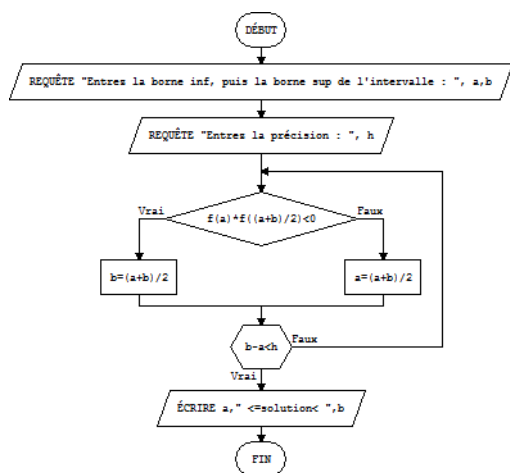 DÉBUT
REQUÊTE "Entres la borne inf, puis la borne sup de l'intervalle : ", a,b
REQUÊTE "Entres la précision : ", h
Vrai
Faux
f(a)*f((a+b)/2)<0
b=(a+b)/2
a=(a+b)/2
Faux
b-a<h
Vrai
ÉCRIRE a," <=solution< ",b
FIN